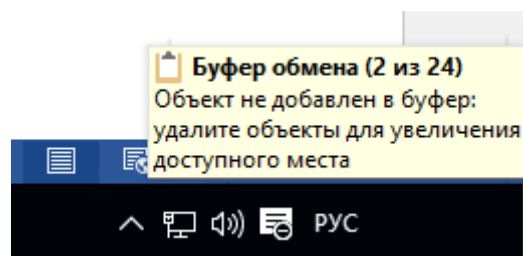 Буфер обмена (2 из 24)
Объект не добавлен в буфер:
удалите объекты для увеличения
доступного места
РУС